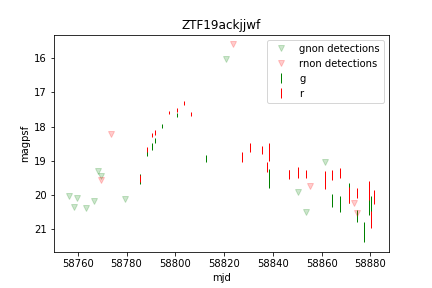 ZTF19ackjjwf
gnon detections
rnon detections
g
r
16
17
18
19
20
21
magpsf
58760 58780 58800 58820 58840 58860 58880
mjd